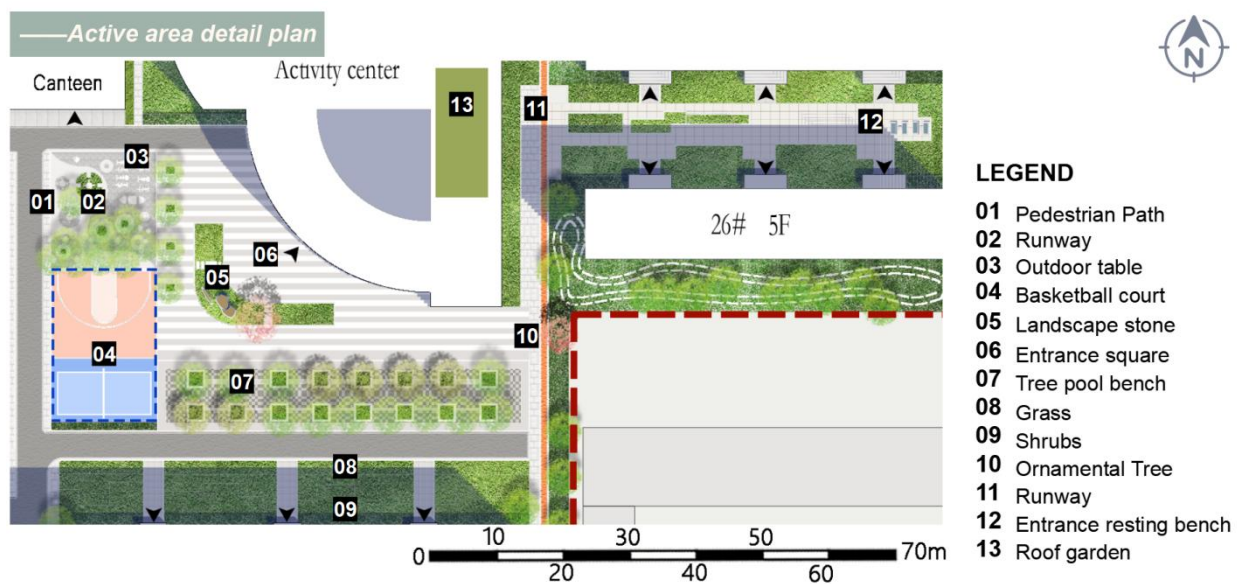 Active area detail plan
N
Canteen
Activity center
13
11
12
03
01
02
06
26# 5F
05
10
04
07
08
09
LEGEND
01 Pedestrian Path
02 Runway
03 Outdoor table
04 Basketball court
05 Landscape stone
06 Entrance square
07 Tree pool bench
08 Grass
09 Shrubs
10 Ornamental Tree
11 Runway
12 Entrance resting bench
13 Roof garden
10 30 50
0 70m
20 40 60